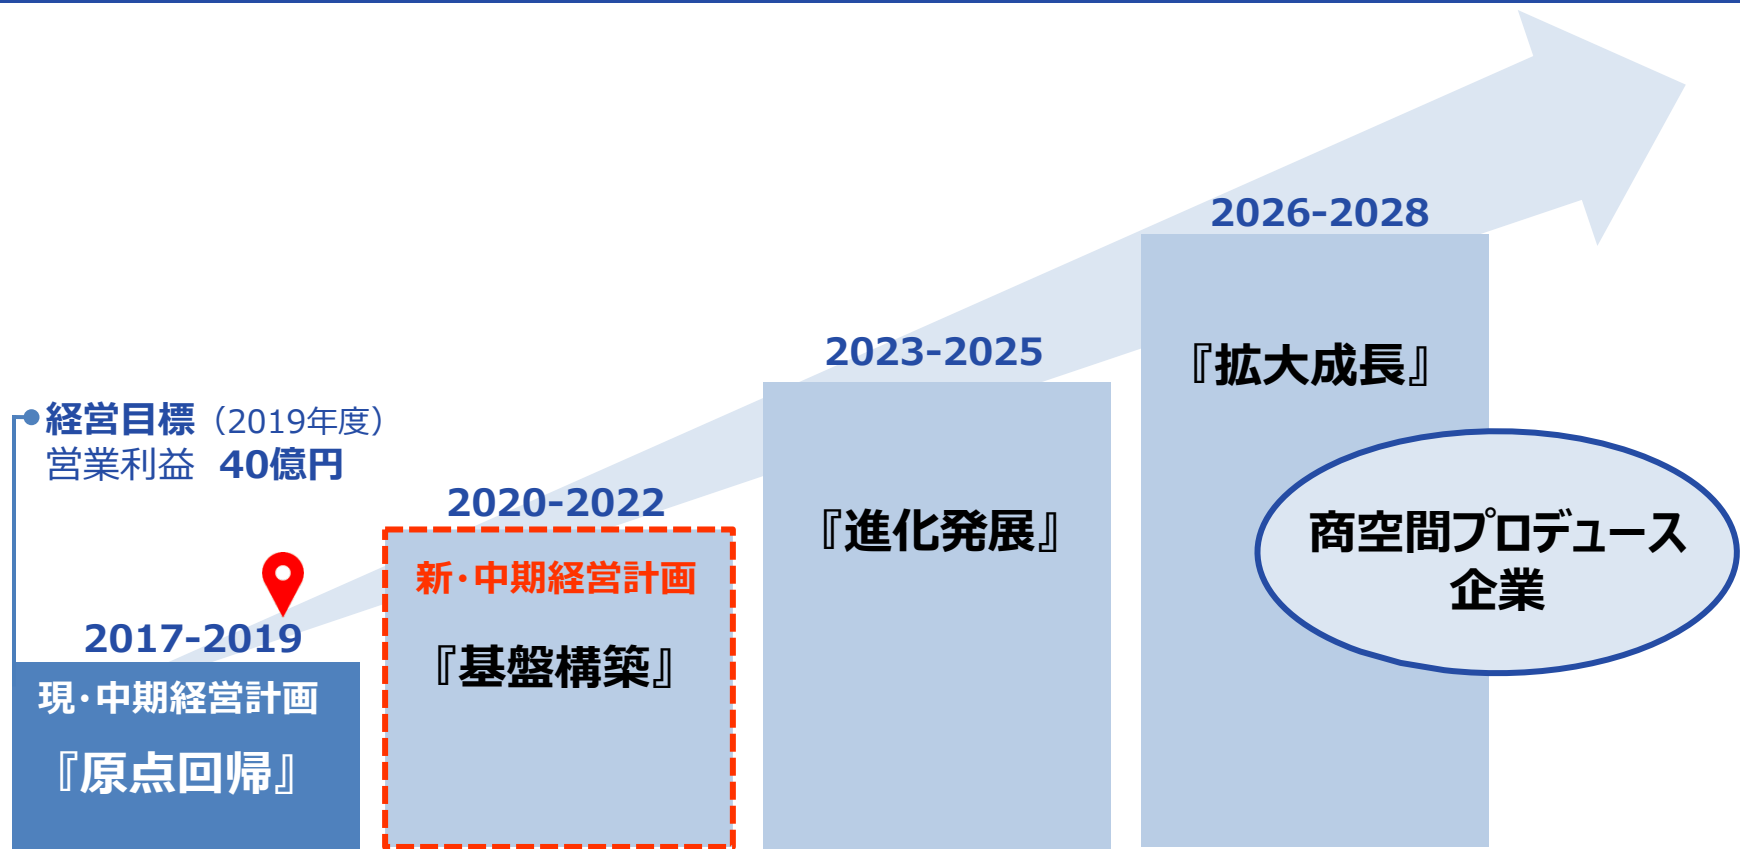 経営目標（2019年度）
営業利益 40億円
2017-2019
現・中期経営計画
『原点回帰』
2020-2022
新・中期経営計画
『基盤構築』
2023-2025
『進化発展』
2026-2028
『拡大成長』
商空間プロデュース
企業